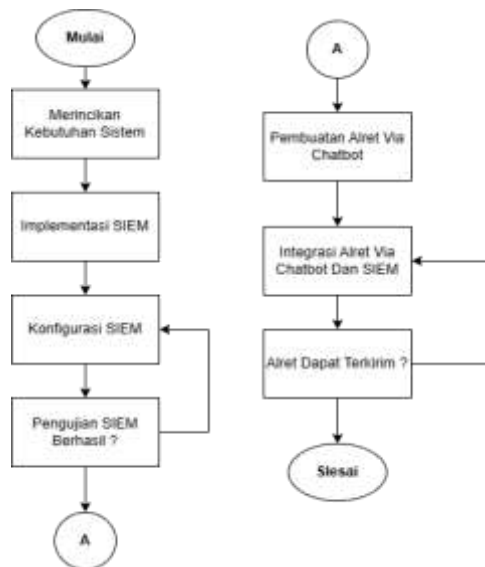 Mulai
Merincikan
Kebutuhan Sistem
Implementasi SIEM
Konfigurasi SIEM
Pengujian SIEM
Berhasil ?
A
A
Pembuatan Alret Via
Chatbot
Integrasi Alret Via
Chatbot Dan SIEM
Alret Dapat Terkirim ?
Slesai